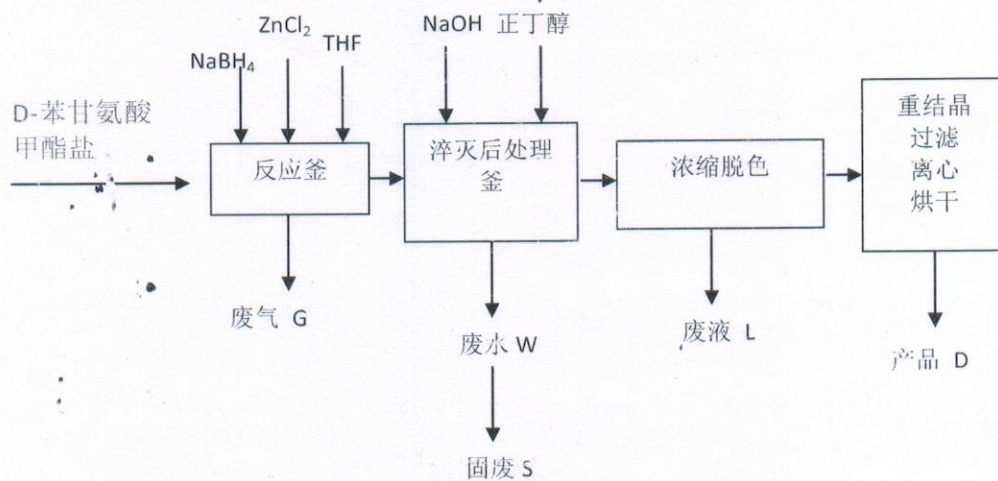 ZnCl₂
NaBH₄
THF
NaOH 正丁醇
D-苯甘氨酸
甲酯盐
反应釜
淬灭后处理
釜
浓缩脱色
重结晶
过滤
离心
烘干
废气 G
废水 W
废液 L
产品 D
固废 S